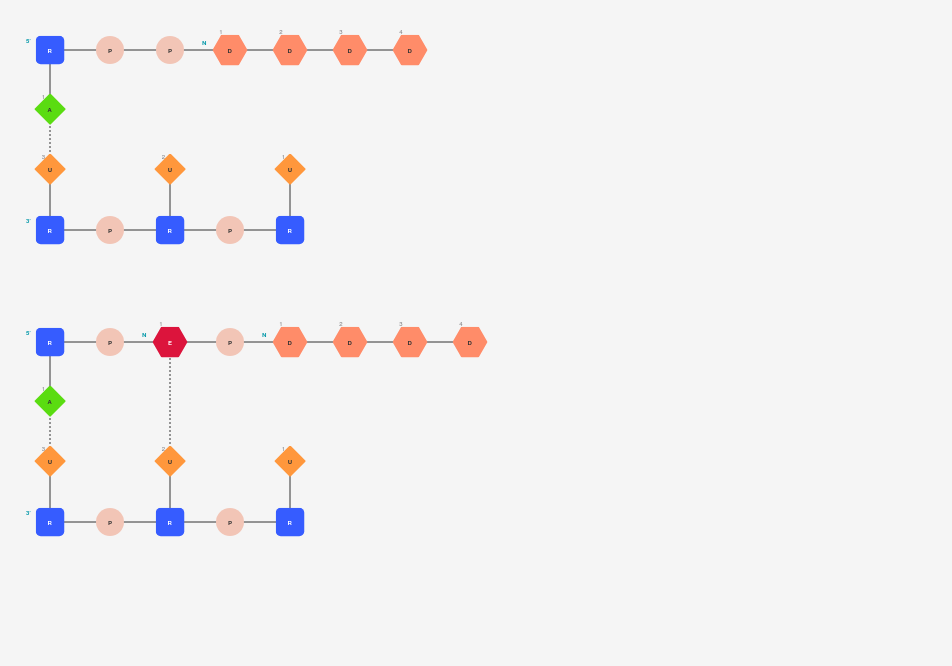 1 2 3 4
5' R P P N D D D D
1
A
3 2 1
U U U
3' R P R P R
1 1 2 3 4
5' R P N E P N D D D D
1
A
3 2 1
U U U
3' R P R P R